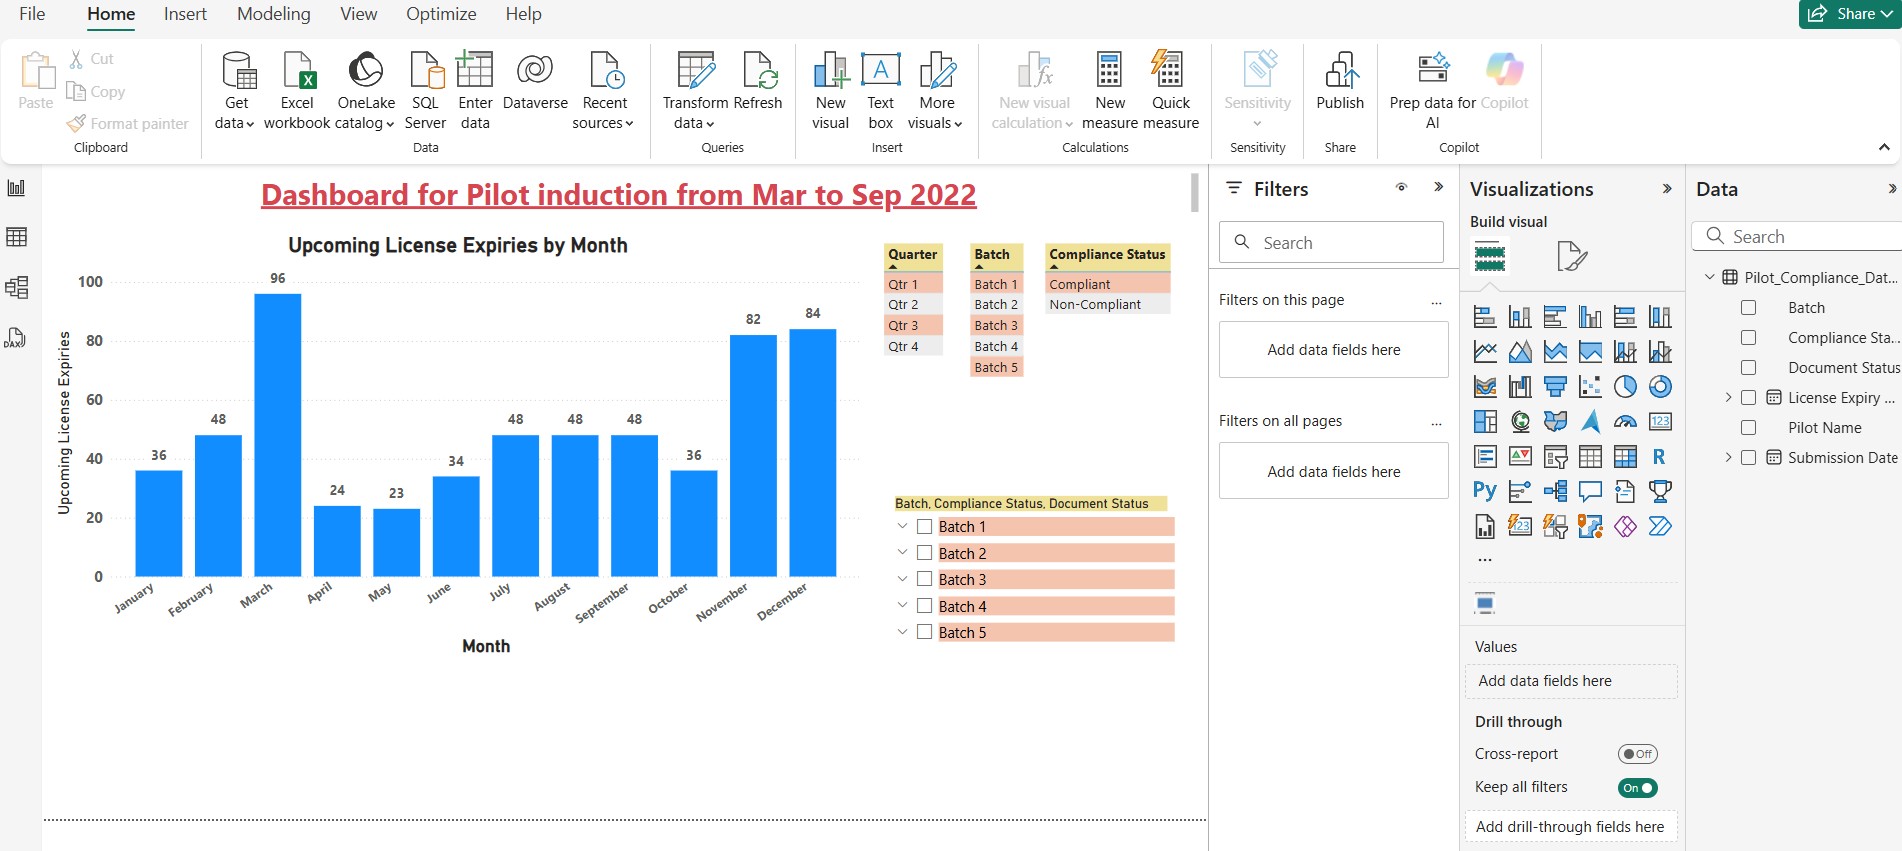 File Home Insert Modeling View Optimize Help Share
Paste Cut
Copy
Format painter
Clipboard
Get data
Excel workbook
OneLake catalog
SQL Server
Enter data
Dataverse
Recent sources
Data
Transform data
Refresh
Queries
New visual
Text box
More visuals
Insert
New visual calculation
New measure
Quick measure
Calculations
Sensitivity
Sensitivity
Publish
Share
Prep data for AI
Copilot
Copilot
Dashboard for Pilot induction from Mar to Sep 2022
Upcoming License Expiries by Month
Upcoming License Expiries
100
80
60
40
20
0
36 48 96 24 23 34 48 48 48 36 82 84
January February March April May June July August September October November December
Month
Quarter
Qtr 1
Qtr 2
Qtr 3
Qtr 4
Batch
Batch 1
Batch 2
Batch 3
Batch 4
Batch 5
Compliance Status
Compliant
Non-Compliant
Batch, Compliance Status, Document Status
Batch 1
Batch 2
Batch 3
Batch 4
Batch 5
Filters
Search
Filters on this page ...
Add data fields here
Filters on all pages ...
Add data fields here
Visualizations
Build visual
123
R
Py
123
...
Values
Add data fields here
Drill through
Cross-report Off
Keep all filters On
Add drill-through fields here
Data
Search
Pilot_Compliance_Dat...
Batch
Compliance Sta...
Document Status
License Expiry ...
Pilot Name
Submission Date
DAX
A
fx